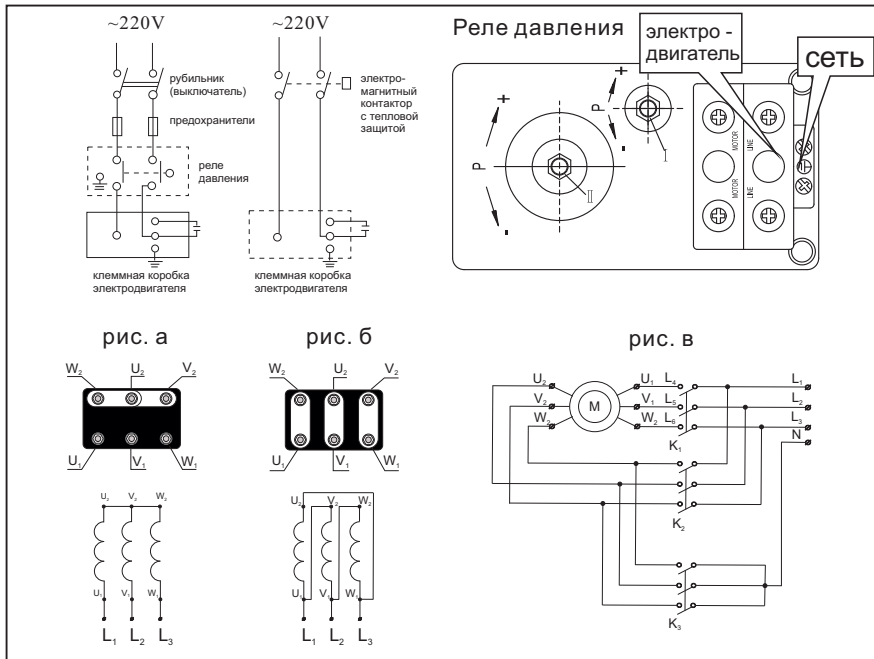 ~220V
~220V
рубильник
(выключатель)
предохранители
реле
давления
клеммная коробка
электродвигателя
электро-
магнитный
контактор
с тепловой
защитой
клеммная коробка
электродвигателя
Реле давления
электро -
двигатель
сеть
+
P
-
II
+
P
-
I
MOTOR
LINE
MOTOR
LINE
рис. а
W₂ U₂ V₂
U₁ V₁ W₁
U₂ V₂ W₂
U₁ V₁ W₁
L₁ L₂ L₃
рис. б
W₂ U₂ V₂
U₁ V₁ W₁
U₂ V₂ W₂
U₁ V₁ W₁
L₁ L₂ L₃
рис. в
U₂ U₁ L₄ L₁
V₂ M V₁ L₅ L₂
W₂ W₂ L₆ L₃
N
K₁
K₂
K₃